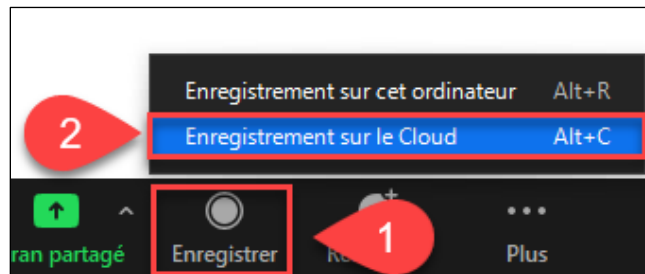 Enregistrement sur cet ordinateur Alt+R
2 Enregistrement sur le Cloud Alt+C
1
ran partagé Enregistrer Plus